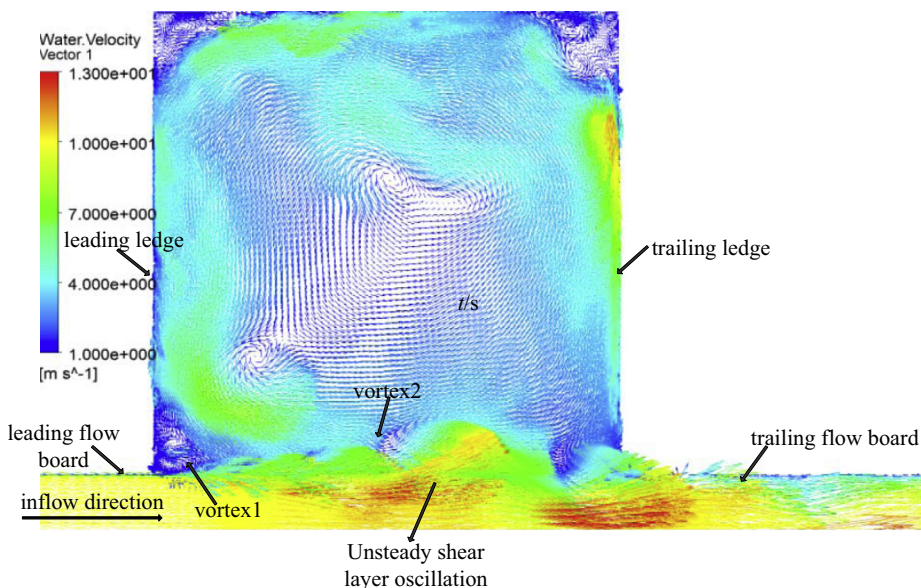 Water.Velocity
Vector 1
1.300e+001
1.000e+001
7.000e+000
4.000e+000
1.000e+000
[m s^-1]
leading ledge
trailing ledge
t/s
vortex2
leading flow
board
trailing flow board
inflow direction
vortex1
Unsteady shear
layer oscillation